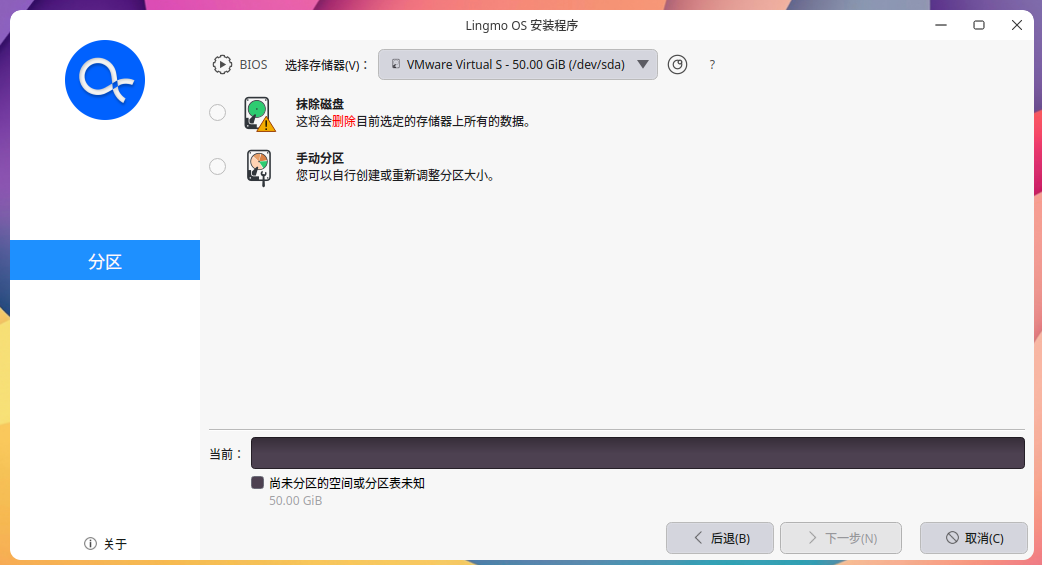 Lingmo OS 安装程序
BIOS 选择存储器(V)： VMware Virtual S - 50.00 GiB (/dev/sda) ?
抹除磁盘
这将会删除目前选定的存储器上所有的数据。
手动分区
您可以自行创建或重新调整分区大小。
分区
当前：
尚未分区的空间或分区表未知
50.00 GiB
关于
后退(B) 下一步(N) 取消(C)